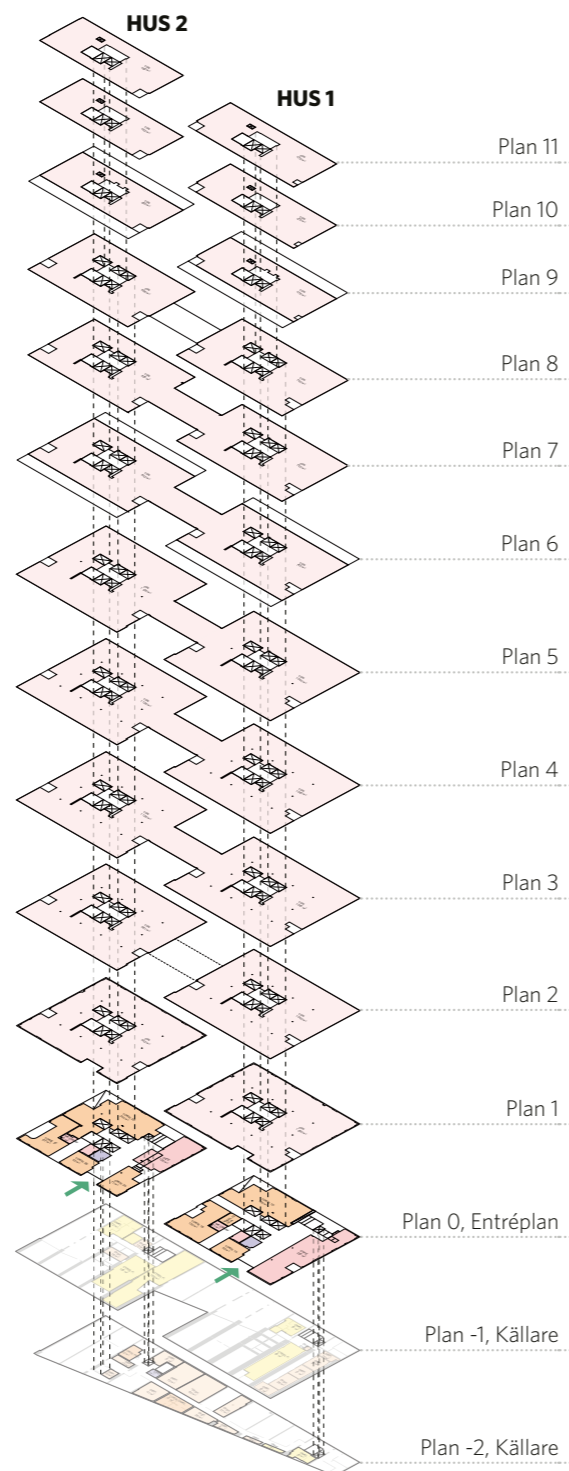 HUS 2
HUS 1
Plan 11
Plan 10
Plan 9
Plan 8
Plan 7
Plan 6
Plan 5
Plan 4
Plan 3
Plan 2
Plan 1
Plan 0, Entréplan
Plan -1, Källare
Plan -2, Källare